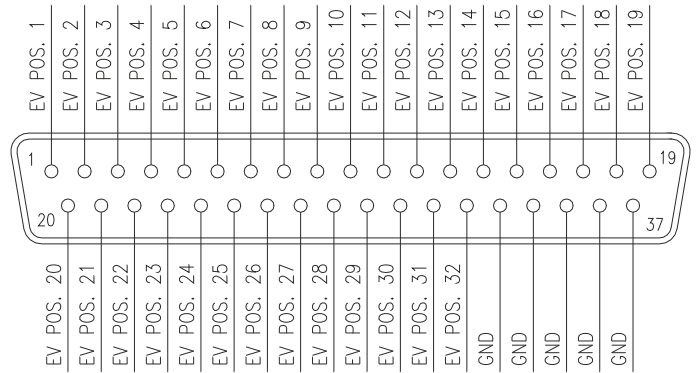 EV POS. 1
EV POS. 2
EV POS. 3
EV POS. 4
EV POS. 5
EV POS. 6
EV POS. 7
EV POS. 8
EV POS. 9
EV POS. 10
EV POS. 11
EV POS. 12
EV POS. 13
EV POS. 14
EV POS. 15
EV POS. 16
EV POS. 17
EV POS. 18
EV POS. 19
1
19
20
37
EV POS. 20
EV POS. 21
EV POS. 22
EV POS. 23
EV POS. 24
EV POS. 25
EV POS. 26
EV POS. 27
EV POS. 28
EV POS. 29
EV POS. 30
EV POS. 31
EV POS. 32
GND
GND
GND
GND
GND